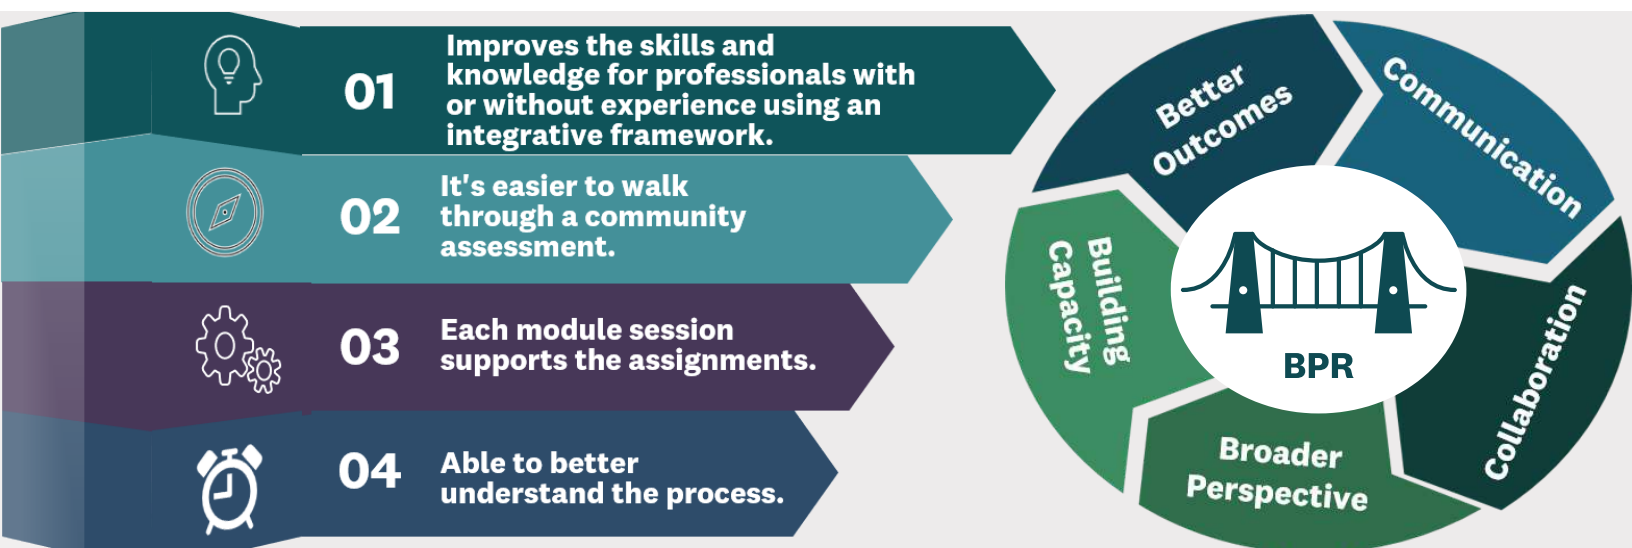 01
Improves the skills and
knowledge for professionals with
or without experience using an
integrative framework.
02
It's easier to walk
through a community
assessment.
03
Each module session
supports the assignments.
04
Able to better
understand the process.
Better
Outcomes
Communication
Collaboration
Broader
Perspective
Building
Capacity
BPR